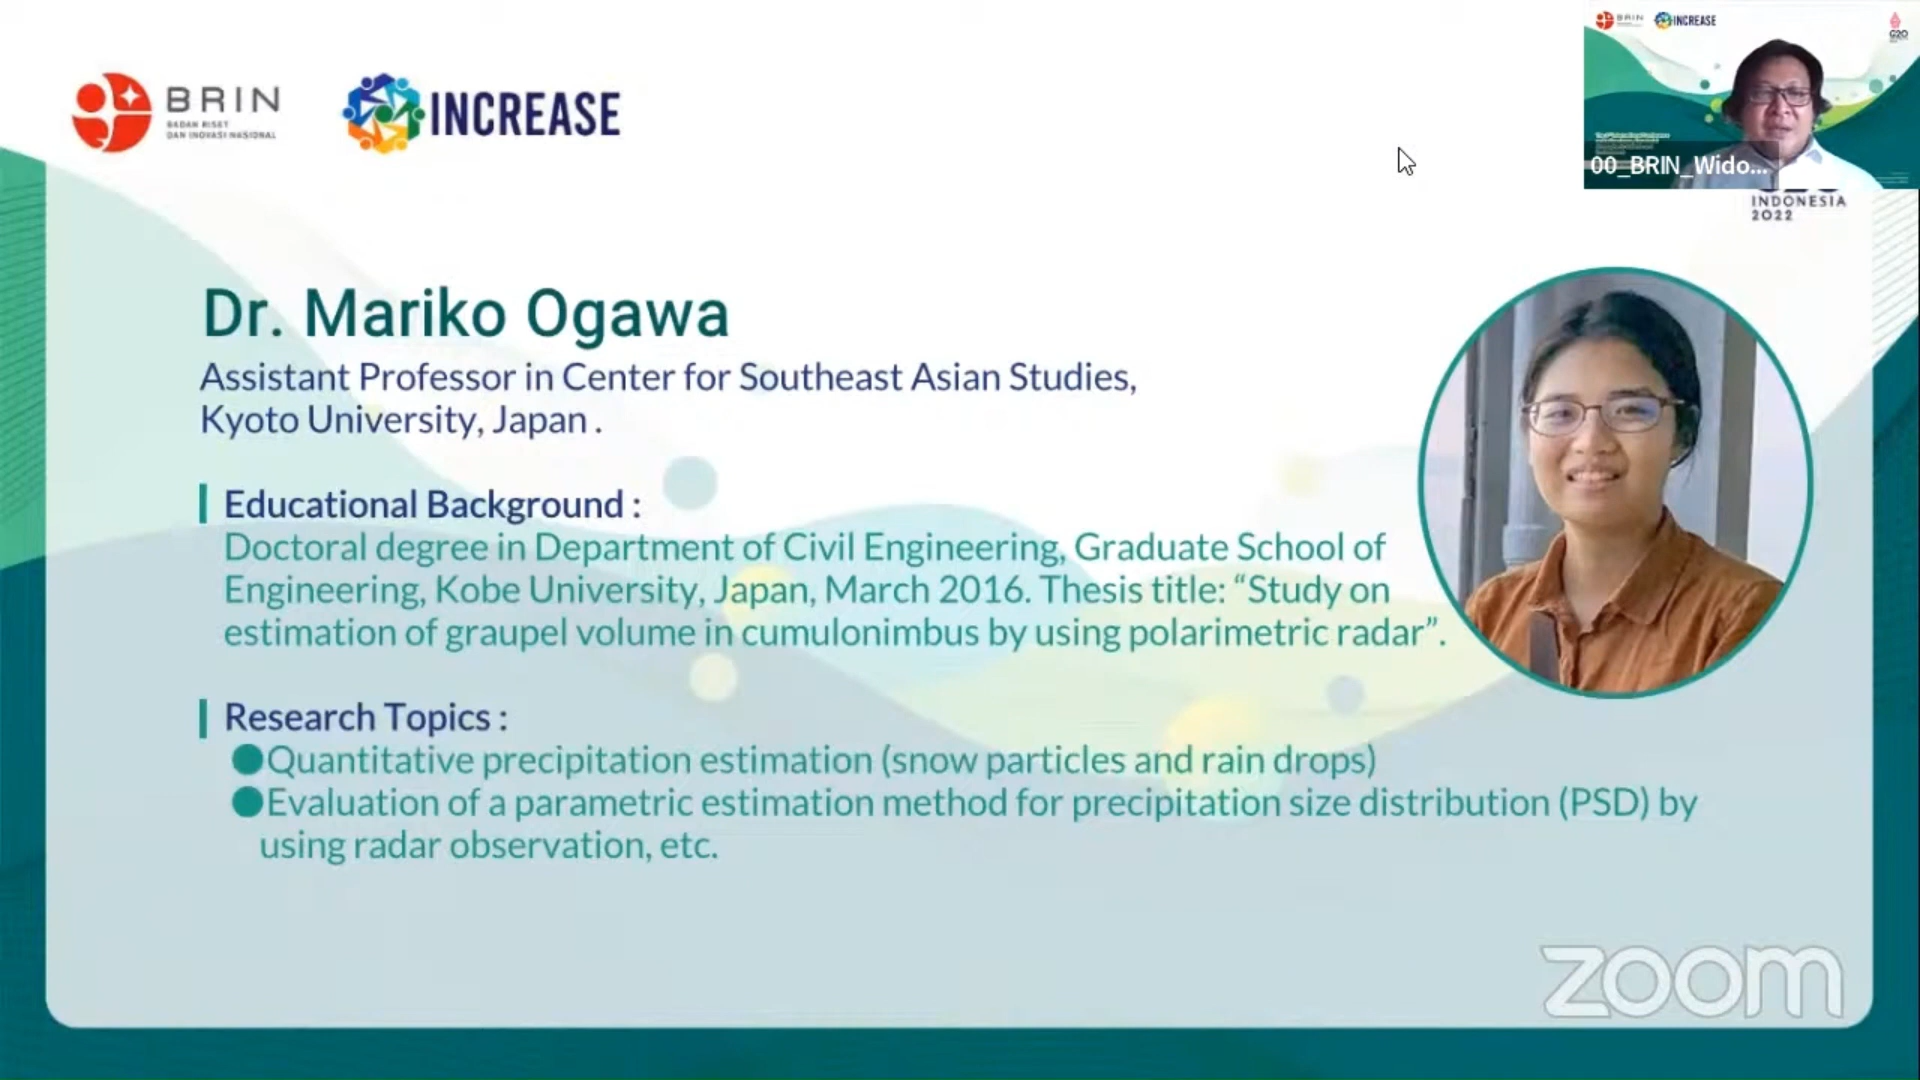 BRIN
BADAN RISET
DAN INOVASI NASIONAL
INCREASE
BRIN
INCREASE
G20
00_BRIN_Wido...
INDONESIA
2022
Dr. Mariko Ogawa
Assistant Professor in Center for Southeast Asian Studies,
Kyoto University, Japan .
Educational Background :
Doctoral degree in Department of Civil Engineering, Graduate School of
Engineering, Kobe University, Japan, March 2016. Thesis title: “Study on
estimation of graupel volume in cumulonimbus by using polarimetric radar”.
Research Topics :
●Quantitative precipitation estimation (snow particles and rain drops)
●Evaluation of a parametric estimation method for precipitation size distribution (PSD) by
using radar observation, etc.
zoom